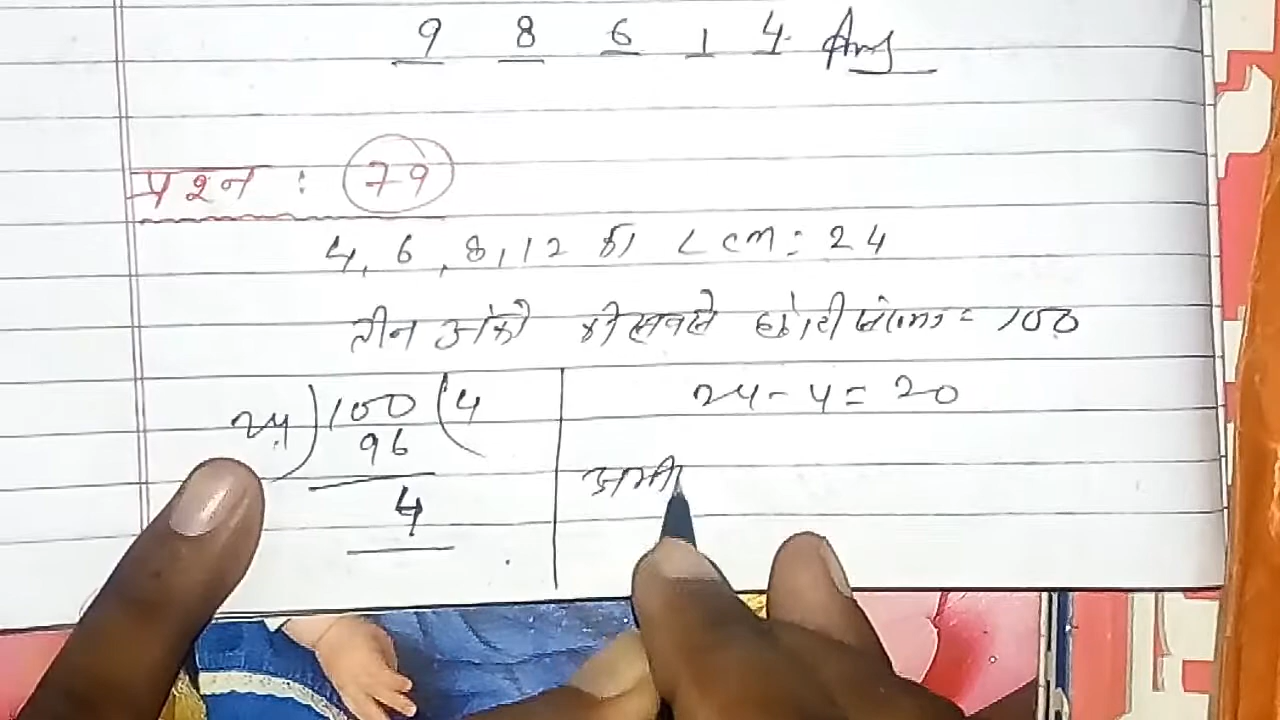 9 8 6 1 4 Ans
प्रश्न : 79
4, 6, 8, 12 का LCM = 24
तीन अंको की सबसे छोटी संख्या = 100
24) 100 (4
96
4
24 - 4 = 20
अभी